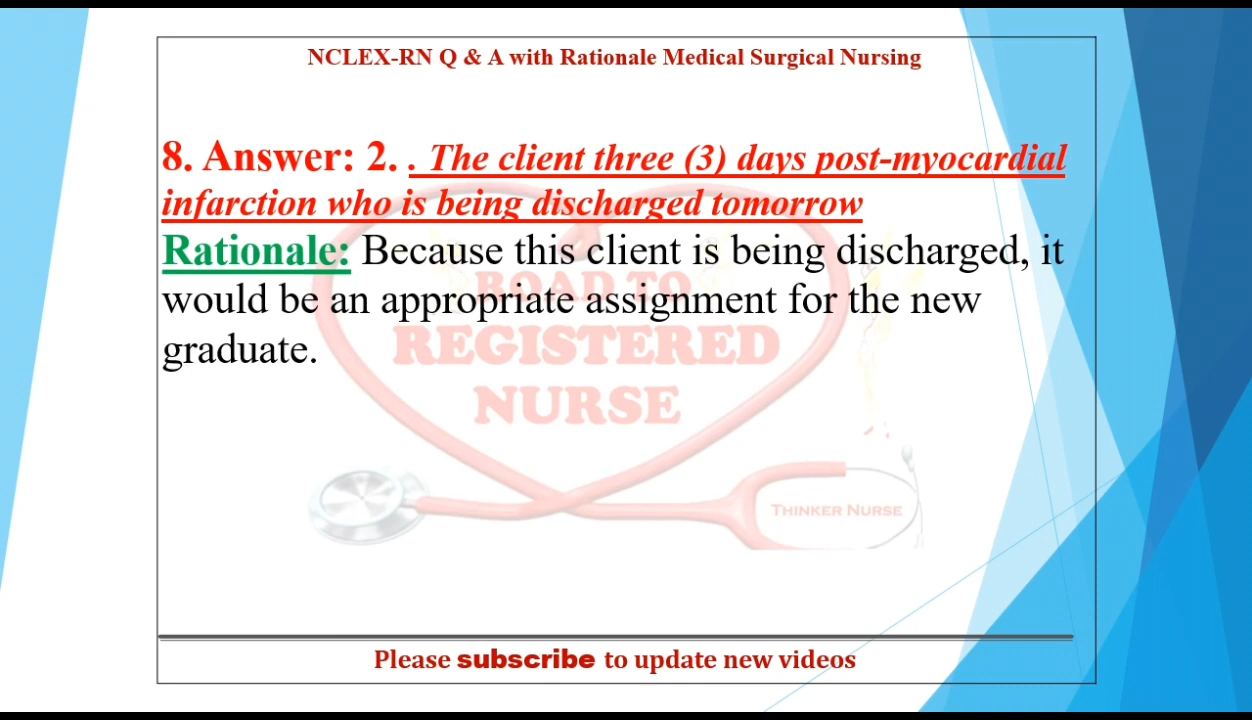 NCLEX-RN Q & A with Rationale Medical Surgical Nursing
8. Answer: 2. . The client three (3) days post-myocardial
infarction who is being discharged tomorrow
Rationale: Because this client is being discharged, it
would be an appropriate assignment for the new
graduate.
ROAD TO
REGISTERED
NURSE
THINKER NURSE
Please subscribe to update new videos